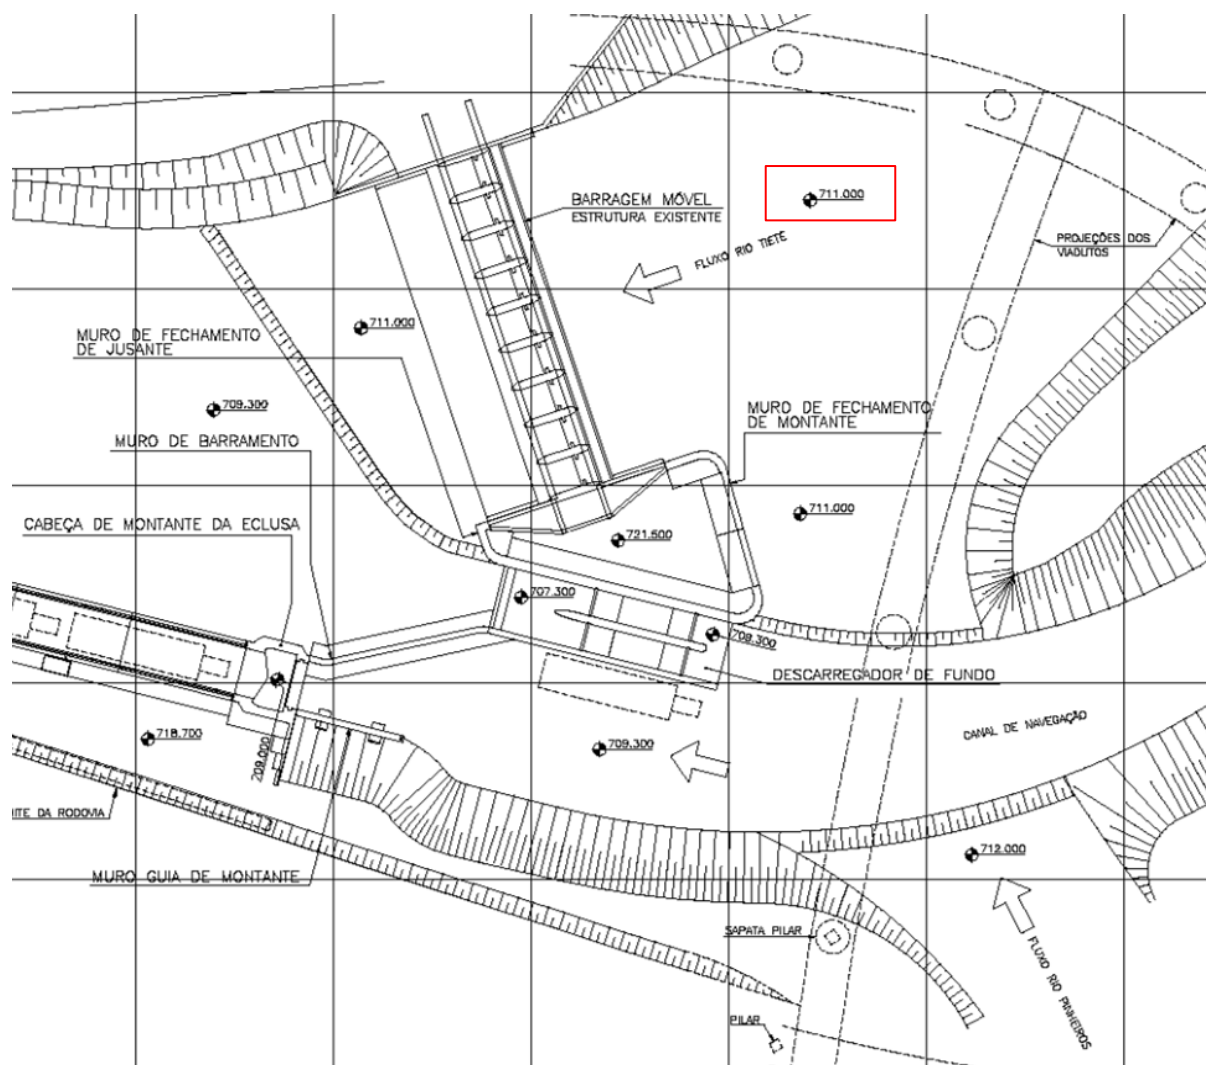 711.000
BARRAGEM MÓVEL
ESTRUTURA EXISTENTE
FLUXO RIO TIETÊ
PROJEÇÕES DOS
VIADUTOS
711.000
MURO DE FECHAMENTO
DE JUSANTE
709.300
MURO DE FECHAMENTO
DE MONTANTE
MURO DE BARRAMENTO
711.000
CABEÇA DE MONTANTE DA ECLUSA
721.500
707.300
709.300
DESCARREGADOR DE FUNDO
CANAL DE NAVEGAÇÃO
718.700
709.000
709.300
ITE DA RODOVIA
712.000
MURO GUIA DE MONTANTE
SAPATA PILAR
FLUXO RIO PINHEIROS
PILAR